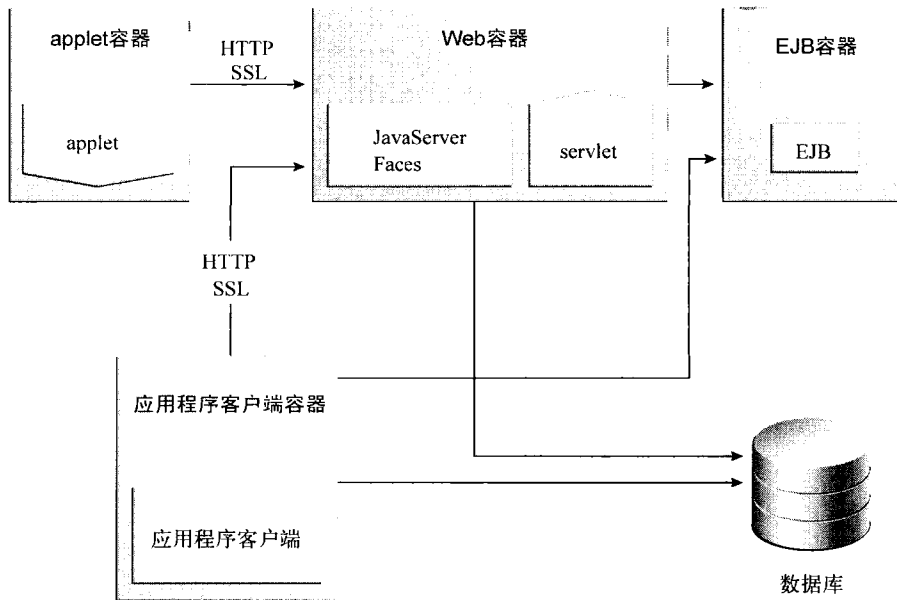 applet容器
HTTP
SSL
Web容器
EJB容器
applet
JavaServer
Faces
servlet
EJB
HTTP
SSL
应用程序客户端容器
应用程序客户端
数据库